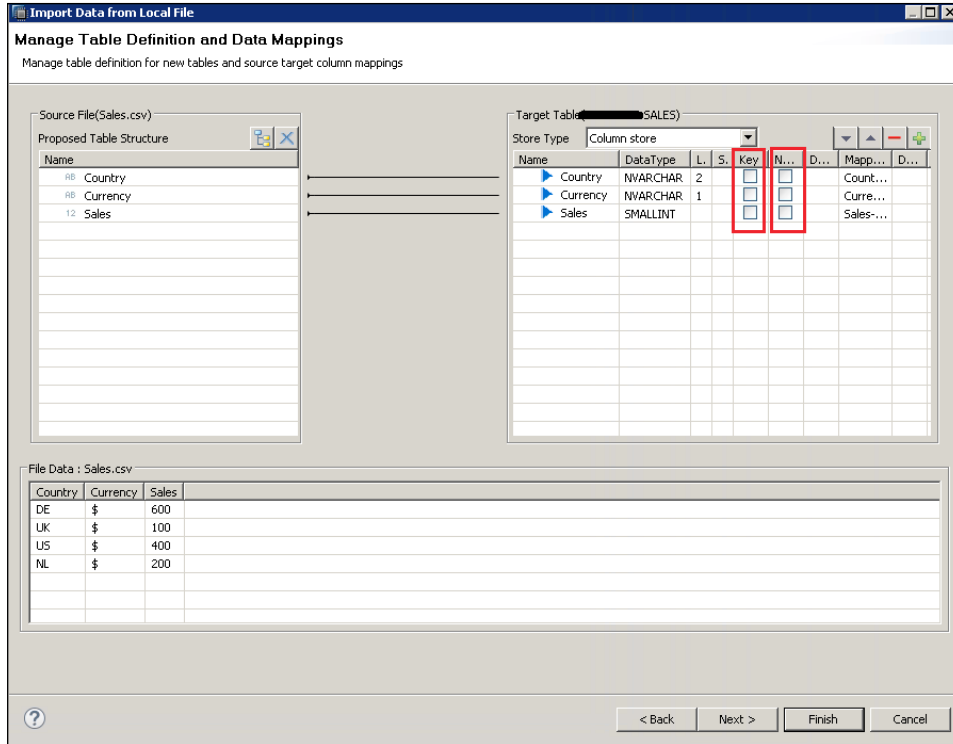 Import Data from Local File
Manage Table Definition and Data Mappings
Manage table definition for new tables and source target column mappings
Source File(Sales.csv)
Proposed Table Structure
Name
AB Country
AB Currency
12 Sales
Target Table( SALES)
Store Type Column store
Name DataType L. S. Key N... D... Mapp... D...
Country NVARCHAR 2 Count...
Currency NVARCHAR 1 Curre...
Sales SMALLINT Sales-...
File Data : Sales.csv
Country Currency Sales
DE $ 600
UK $ 100
US $ 400
NL $ 200
? < Back Next > Finish Cancel